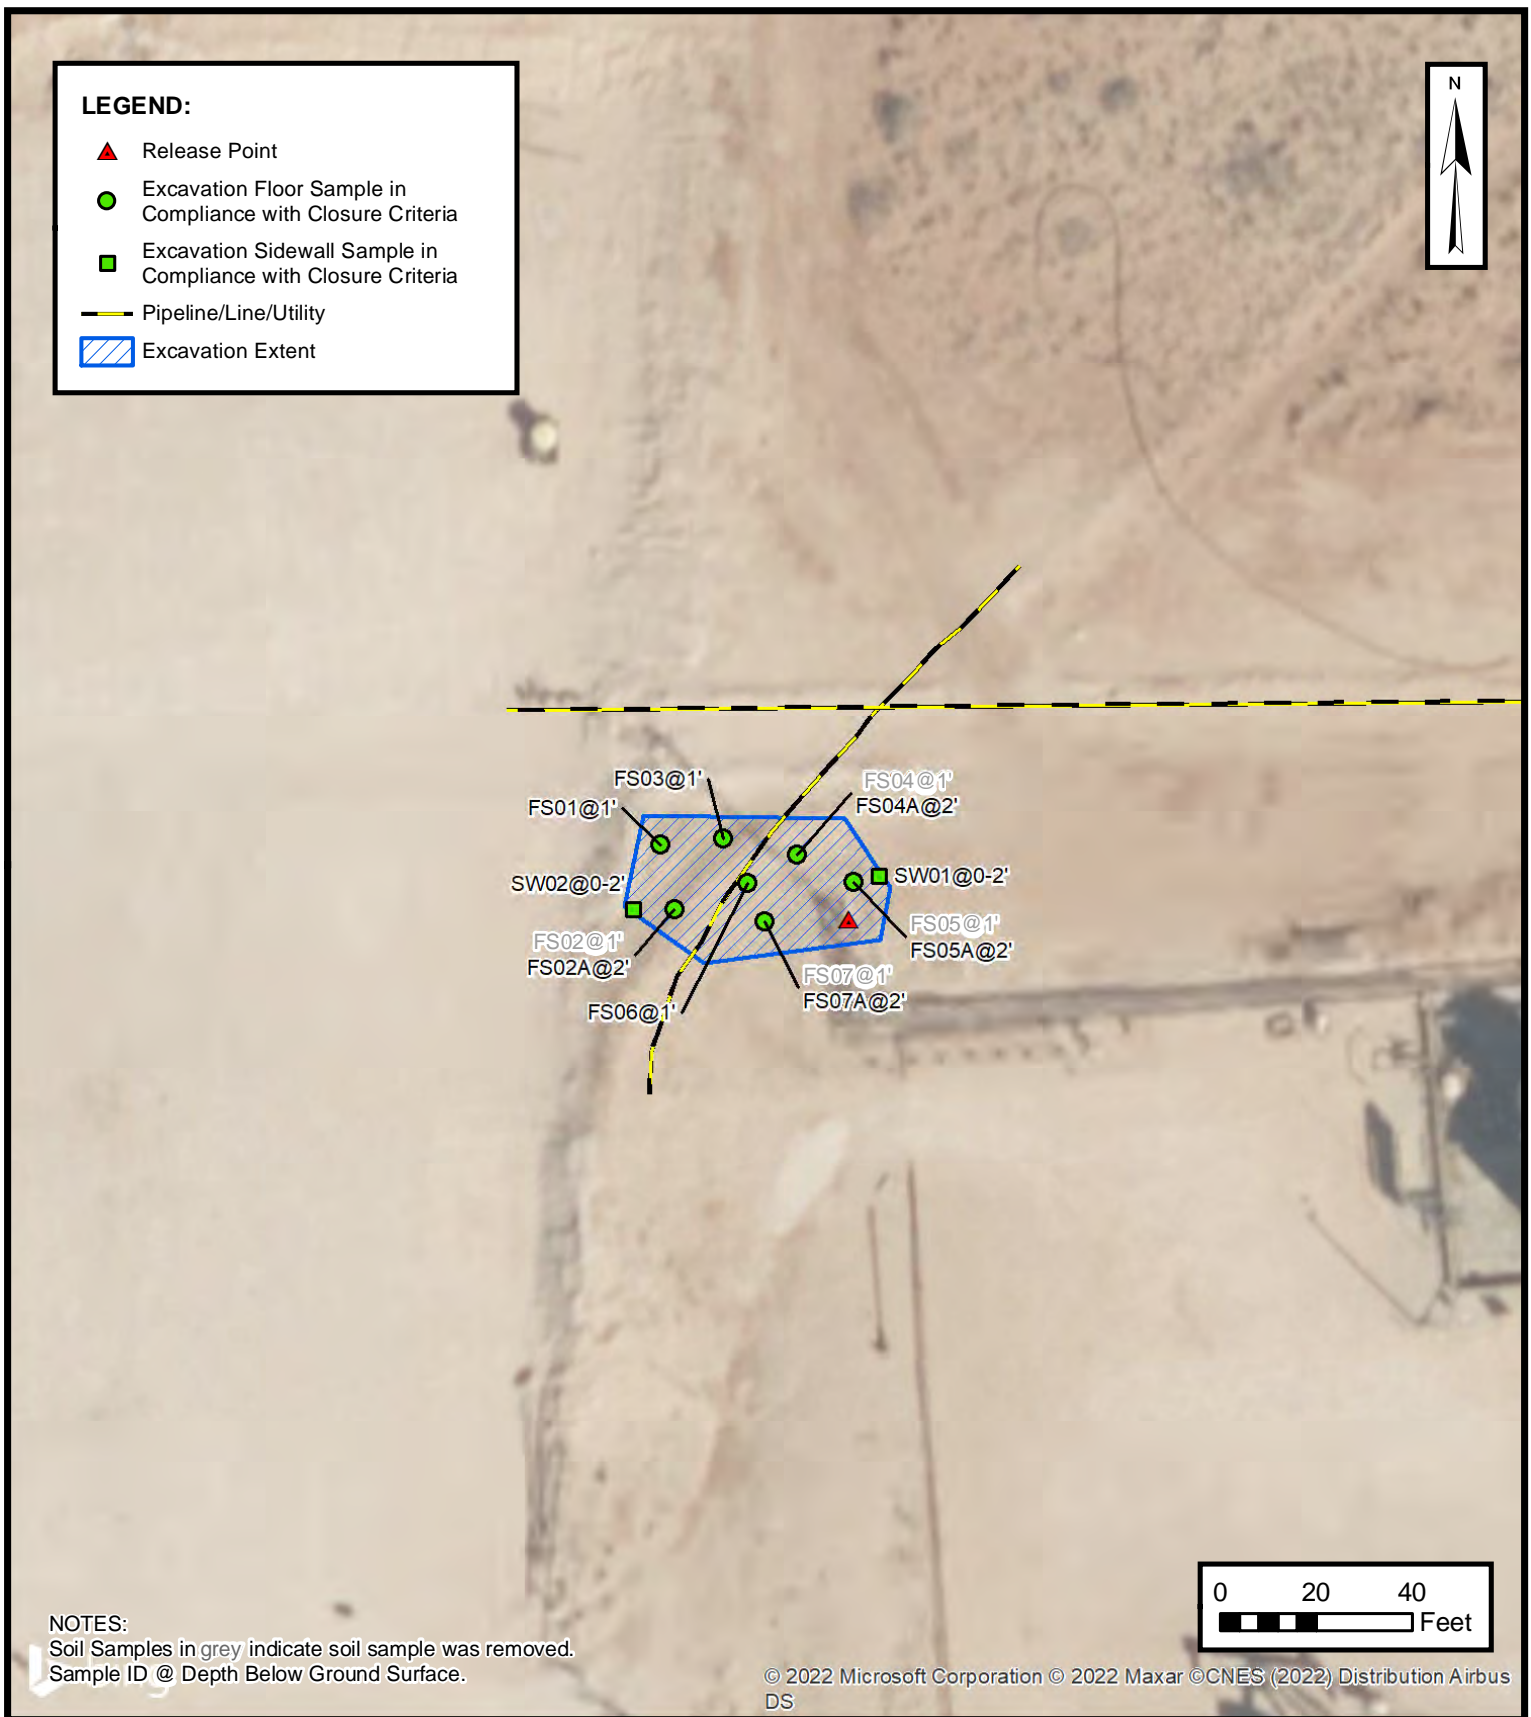 LEGEND:
Release Point
Excavation Floor Sample in
Compliance with Closure Criteria
Excavation Sidewall Sample in
Compliance with Closure Criteria
Pipeline/Line/Utility
Excavation Extent
N
FS03@1'
FS01@1'
FS04@1'
FS04A@2'
SW02@0-2'
SW01@0-2'
FS02@1'
FS02A@2'
FS05@1'
FS05A@2'
FS06@1'
FS07@1'
FS07A@2'
0 20 40
Feet
NOTES:
Soil Samples in grey indicate soil sample was removed.
Sample ID @ Depth Below Ground Surface.
© 2022 Microsoft Corporation © 2022 Maxar ©CNES (2022) Distribution Airbus
DS